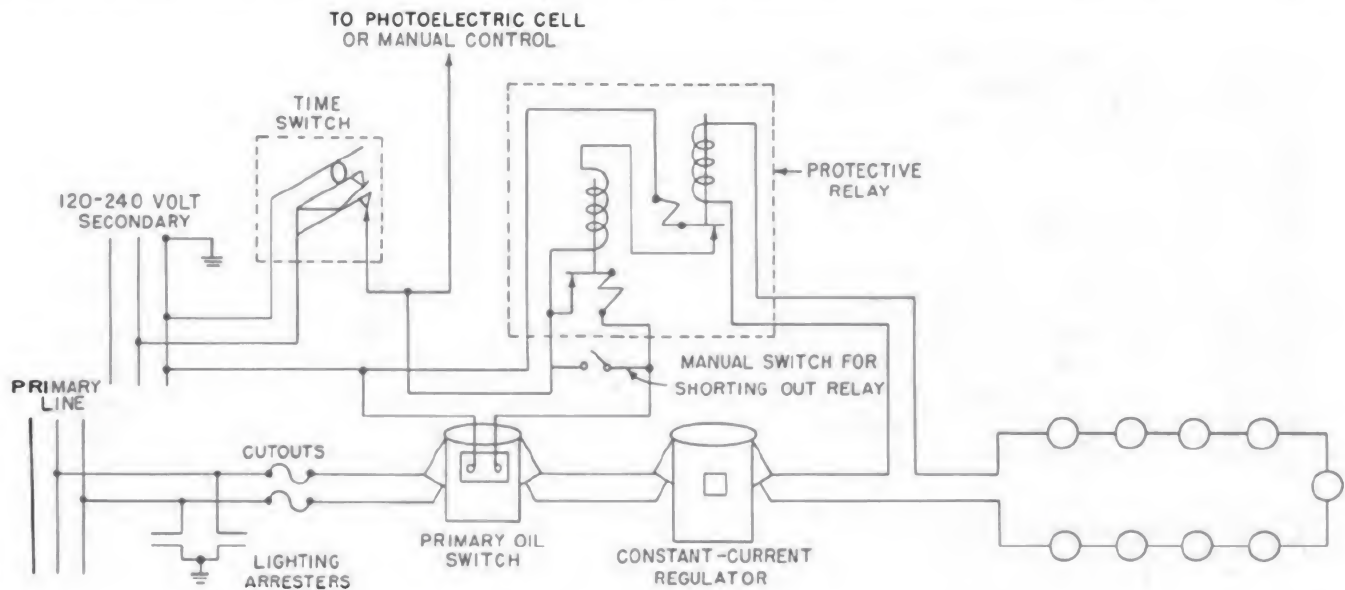 TO PHOTOELECTRIC CELL
OR MANUAL CONTROL
TIME
SWITCH
PROTECTIVE
RELAY
120-240 VOLT
SECONDARY
MANUAL SWITCH FOR
SHORTING OUT RELAY
PRIMARY
LINE
CUTOUTS
PRIMARY OIL
SWITCH
CONSTANT-CURRENT
REGULATOR
LIGHTING
ARRESTERS